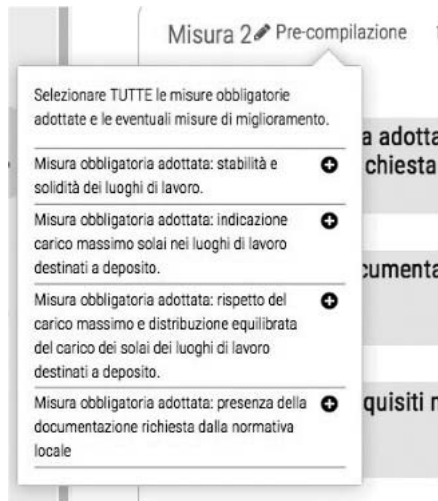 Misura 2 Pre-compilazione
Selezionare TUTTE le misure obbligatorie
adottate e le eventuali misure di miglioramento.
Misura obbligatoria adottata: stabilità e
solidità dei luoghi di lavoro.
Misura obbligatoria adottata: indicazione
carico massimo solai nei luoghi di lavoro
destinati a deposito.
Misura obbligatoria adottata: rispetto del
carico massimo e distribuzione equilibrata
del carico dei solai dei luoghi di lavoro
destinati a deposito.
Misura obbligatoria adottata: presenza della
documentazione richiesta dalla normativa
locale
a adotta
chiesta
cumenta
quisiti n